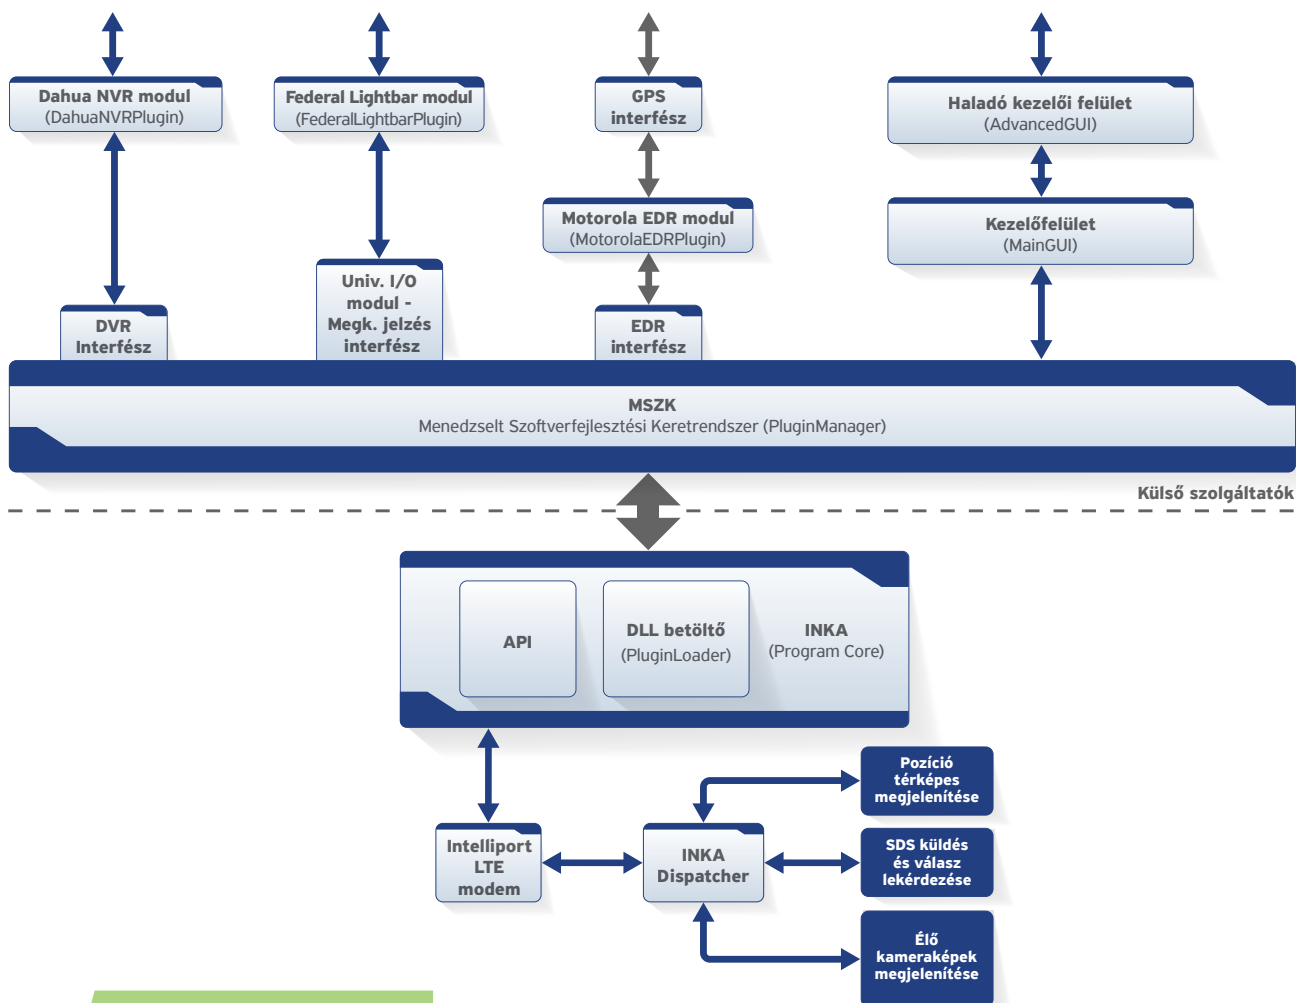 Dahua NVR modul
(DahuaNVRPlugin)
Federal Lightbar modul
(FederalLightbarPlugin)
GPS
interfész
Haladó kezelői felület
(AdvancedGUI)
Motorola EDR modul
(MotorolaEDRPlugin)
Kezelőfelület
(MainGUI)
DVR
Interfész
Univ. I/O
modul -
Megk. jelzés
interfész
EDR
interfész
MSZK
Menedzselt Szoftverfejlesztési Keretrendszer (PluginManager)
Külső szolgáltatók
API
DLL betöltő
(PluginLoader)
INKA
(Program Core)
Intelliport
LTE
modem
INKA
Dispatcher
Pozíció
térképes
megjelenítése
SDS küldés
és válasz
lekérdezése
Élő
kameraképek
megjelenítése